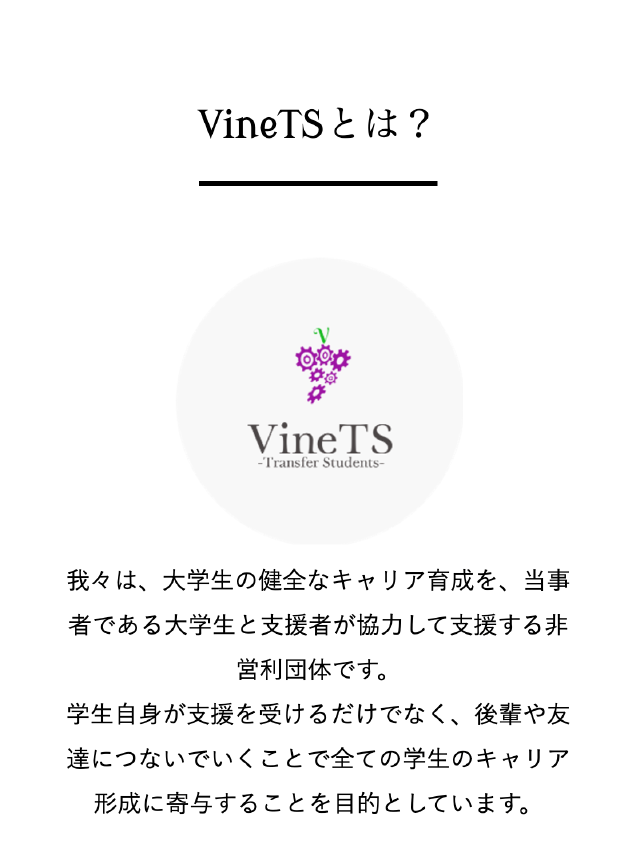 VineTSとは？
V
VineTS
-Transfer Students-
我々は、大学生の健全なキャリア育成を、当事
者である大学生と支援者が協力して支援する非
営利団体です。
学生自身が支援を受けるだけでなく、後輩や友
達につないでいくことで全ての学生のキャリア
形成に寄与することを目的としています。